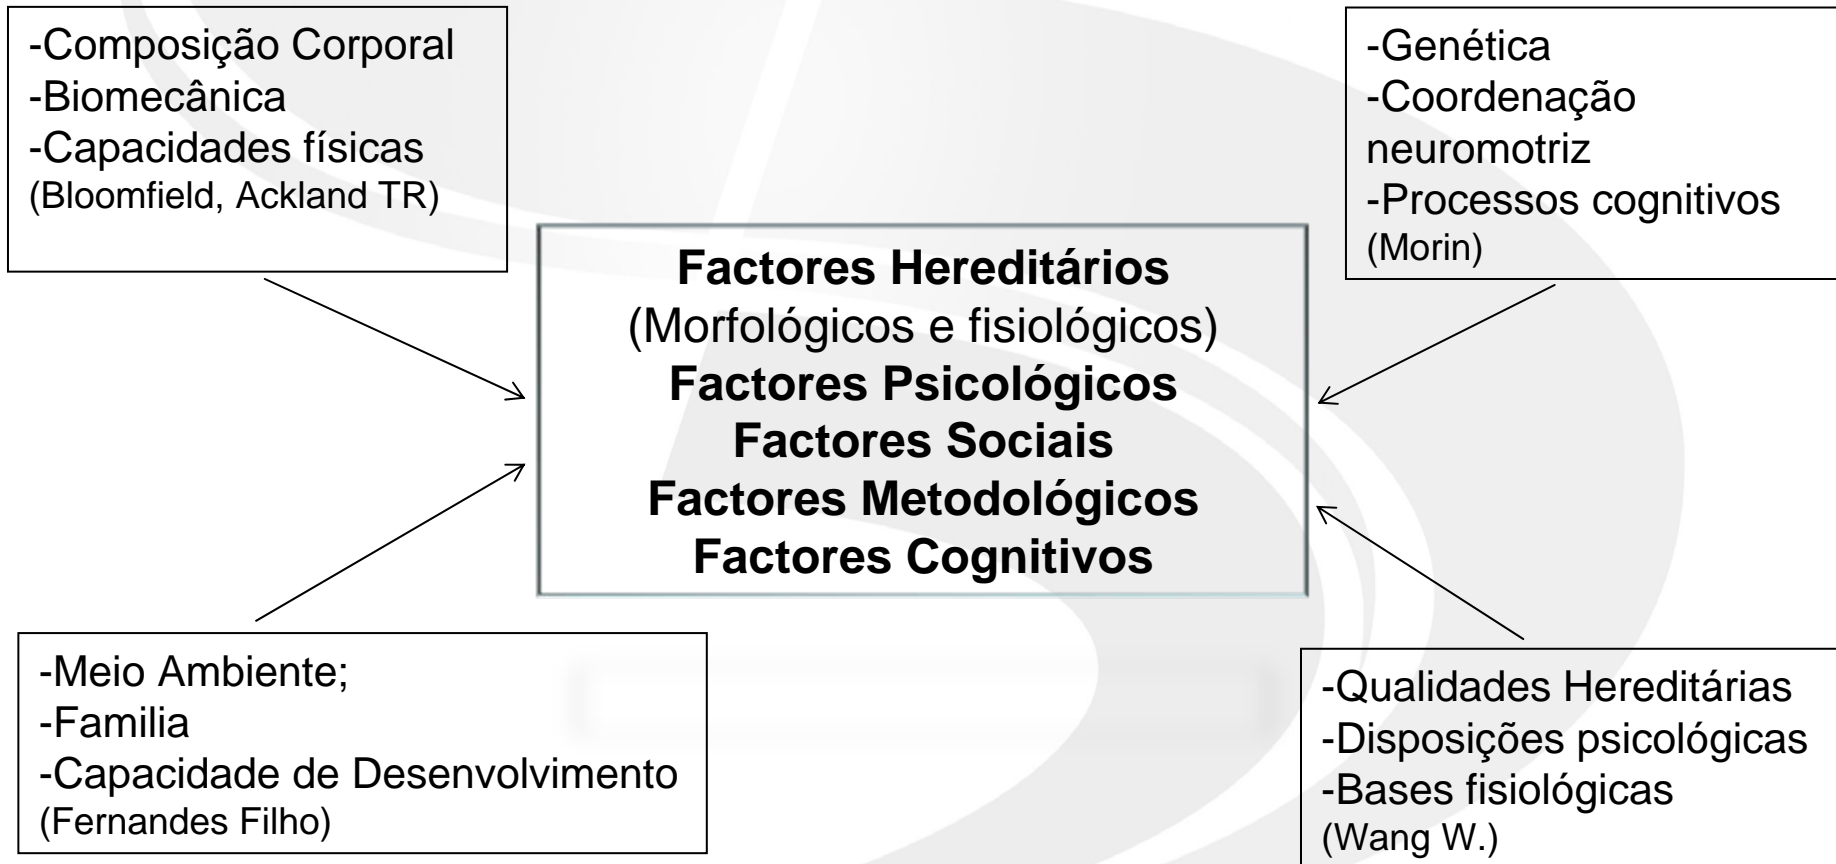 -Composição Corporal
-Biomecânica
-Capacidades físicas
(Bloomfield, Ackland TR)
-Genética
-Coordenação
neuromotriz
-Processos cognitivos
(Morin)
Factores Hereditários
(Morfológicos e fisiológicos)
Factores Psicológicos
Factores Sociais
Factores Metodológicos
Factores Cognitivos
-Meio Ambiente;
-Familia
-Capacidade de Desenvolvimento
(Fernandes Filho)
-Qualidades Hereditárias
-Disposições psicológicas
-Bases fisiológicas
(Wang W.)